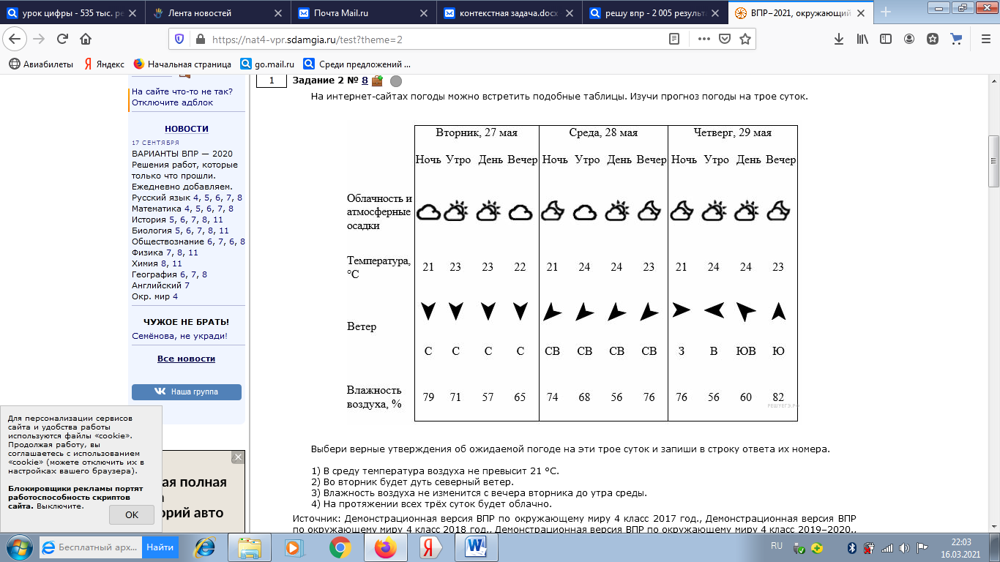 урок цифры - 535 тыс. ре
Лента новостей
Почта Mail.ru
контекстная задача.docx
решу впр - 2 005 результа
ВПР−2021, окружающий
https://nat4-vpr.sdamgia.ru/test?theme=2
Авиабилеты
Яндекс
Начальная страница
go.mail.ru
Среди предложений ...
На сайте что-то не так?
Отключите адблок
НОВОСТИ
17 СЕНТЯБРЯ
ВАРИАНТЫ ВПР — 2020
Решения работ, которые
только что прошли.
Ежедневно добавляем.
Русский язык 4, 5, 6, 7, 8
Математика 4, 5, 6, 7, 8
История 5, 6, 7, 8, 11
Биология 5, 6, 7, 8, 11
Обществознание 6, 7, 6, 8
Физика 7, 8, 11
Химия 8, 11
География 6, 7, 8
Английский 7
Окр. мир 4
ЧУЖОЕ НЕ БРАТЬ!
Семёнова, не укради!
Все новости
Наша группа
Для персонализации сервисов
сайта и удобства работы
используются файлы «cookie».
Продолжая работу, вы
соглашаетесь с использованием
«cookie» (можете отключить их в
настройках вашего браузера).
Блокировщики рекламы портят
работоспособность скриптов
сайта. Выключите.
OK
ая полная
а
орий авто
1
Задание 2 № 8
На интернет-сайтах погоды можно встретить подобные таблицы. Изучи прогноз погоды на трое суток.
Вторник, 27 мая Среда, 28 мая Четверг, 29 мая
Ночь Утро День Вечер Ночь Утро День Вечер Ночь Утро День Вечер
Облачность и
атмосферные
осадки
Температура,
°C
21 23 23 22 21 24 24 23 21 24 24 23
Ветер
С С С С СВ СВ СВ СВ З В ЮВ Ю
Влажность
воздуха, %
79 71 57 65 74 68 56 76 76 56 60 82
РЕШУЕГЭ.РФ
Выбери верные утверждения об ожидаемой погоде на эти трое суток и запиши в строку ответа их номера.
1) В среду температура воздуха не превысит 21 °C.
2) Во вторник будет дуть северный ветер.
3) Влажность воздуха не изменится с вечера вторника до утра среды.
4) На протяжении всех трёх суток будет облачно.
Источник: Демонстрационная версия ВПР по окружающему миру 4 класс 2017 год., Демонстрационная версия ВПР
по окружающему миру 4 класс 2018 год., Демонстрационная версия ВПР по окружающему миру 4 класс 2019−2020.,
Бесплатный арх...
Найти
RU
22:03
16.03.2021